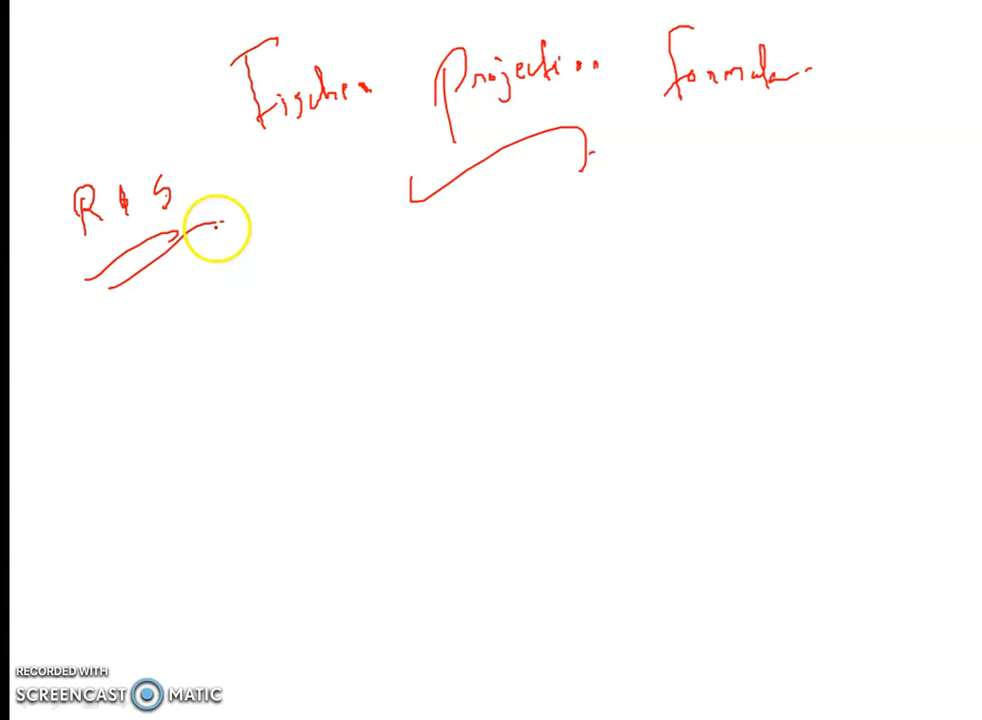 Fischer Projection Formula
R & S
RECORDED WITH
SCREENCAST MATIC